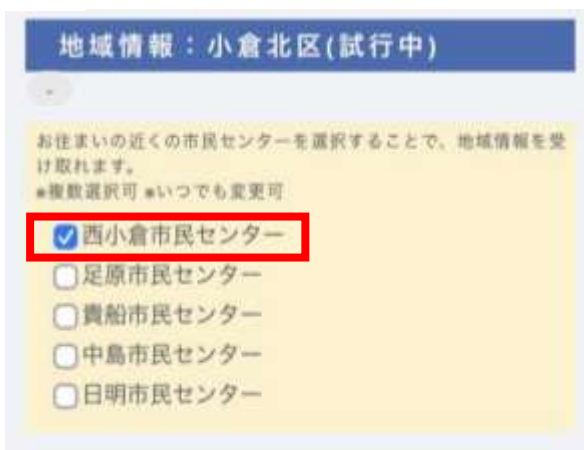 地域情報：小倉北区(試行中)
お住まいの近くの市民センターを選択することで、地域情報を受
け取れます。
*複数選択可 *いつでも変更可
西小倉市民センター
足原市民センター
貴船市民センター
中島市民センター
日明市民センター